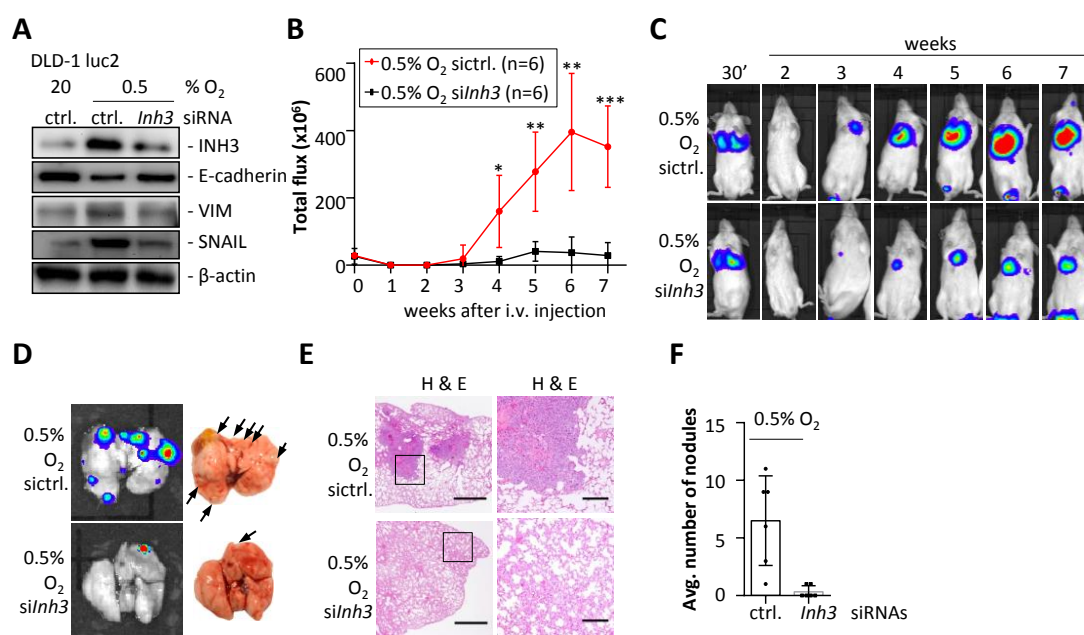 A
DLD-1 luc2
20 0.5 % O2
ctrl. ctrl. Inh3 siRNA
- INH3
- E-cadherin
- VIM
- SNAIL
- β-actin
B
0.5% O2 sictrl. (n=6)
0.5% O2 siInh3 (n=6)
Total flux (x10⁶)
600
400
200
0
* ** ** ***
0 1 2 3 4 5 6 7
weeks after i.v. injection
C
weeks
30’ 2 3 4 5 6 7
0.5%
O2
sictrl.
0.5%
O2
siInh3
D
0.5%
O2
sictrl.
0.5%
O2
siInh3
E
H & E H & E
0.5%
O2
sictrl.
0.5%
O2
siInh3
F
0.5% O2
Avg. number of nodules
15
10
5
0
ctrl. Inh3 siRNAs